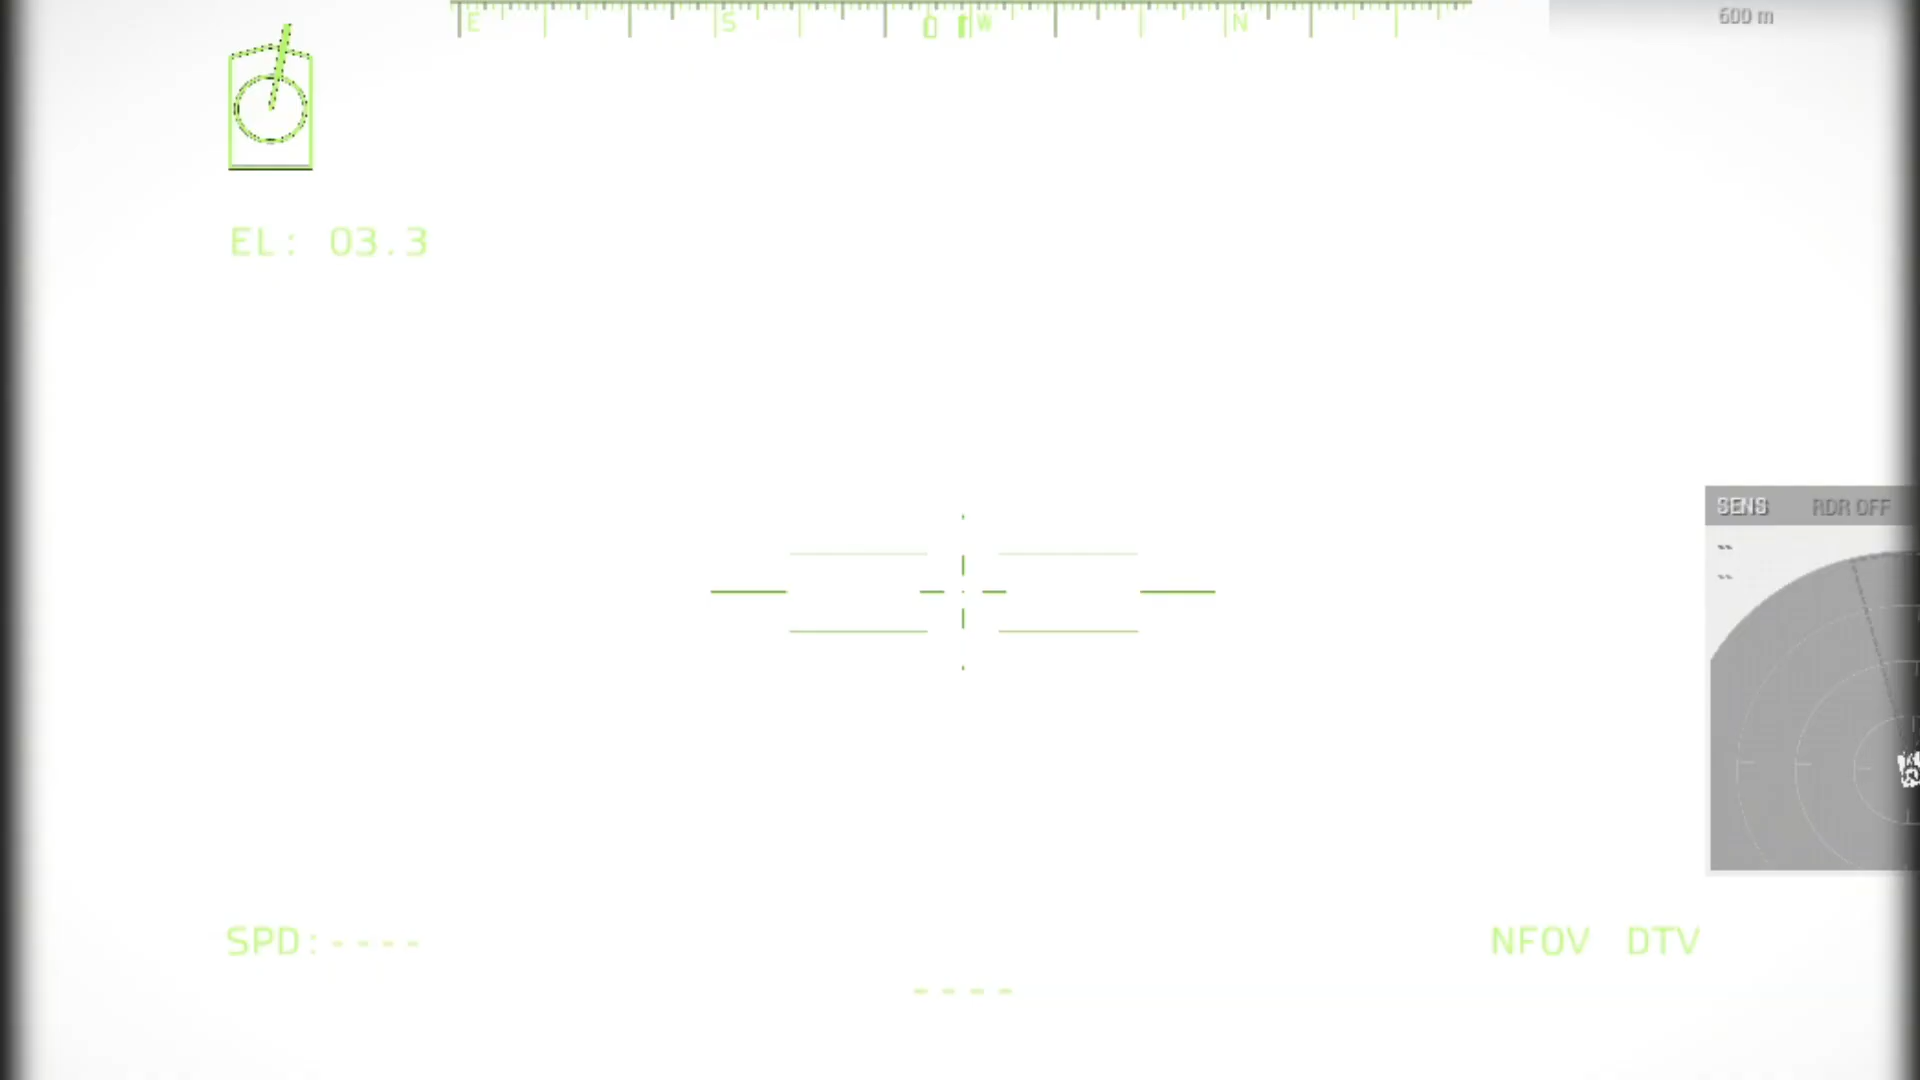 E S W N
600 m
EL: 03.3
SENS RDR OFF
SPD:----
NFOV DTV
----